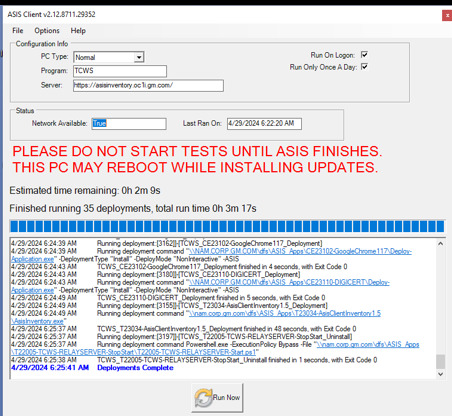 ASIS Client v2.12.8711.29352
x
File Options Help
Configuration Info
PC Type: Normal
Run On Logon:
Program: TCWS
Run Only Once A Day:
Server: https://asisinventory.oc1i.gm.com/
Status
Network Available: True Last Ran On: 4/29/2024 6:22:20 AM
PLEASE DO NOT START TESTS UNTIL ASIS FINISHES.
THIS PC MAY REBOOT WHILE INSTALLING UPDATES.
Estimated time remaining: 0h 2m 9s
Finished running 35 deployments, total run time 0h 3m 17s
4/29/2024 6:24:39 AM Running deployment:[3162]|-[TCWS_CE23102-GoogleChrome117_Deployment]
4/29/2024 6:24:39 AM Running deployment command "\\NAM.CORP.GM.COM\dfs\ASIS_Apps\CE23102-GoogleChrome117\Deploy-
Application.exe" -DeploymentType "Install" -DeployMode "NonInteractive" -ASIS
4/29/2024 6:24:43 AM TCWS_CE23102-GoogleChrome117_Deployment finished in 4 seconds, with Exit Code 0
4/29/2024 6:24:43 AM Running deployment:[3180]|-[TCWS_CE23110-DIGICERT_Deployment]
4/29/2024 6:24:43 AM Running deployment command "\\NAM.CORP.GM.COM\dfs\ASIS_Apps\CE23110-DIGICERT\Deploy-
Application.exe" -DeploymentType "Install" -DeployMode "NonInteractive" -ASIS
4/29/2024 6:24:49 AM TCWS_CE23110-DIGICERT_Deployment finished in 5 seconds, with Exit Code 0
4/29/2024 6:24:49 AM Running deployment:[3155]|-[TCWS_T23034-AsisClientInventory1.5_Deployment]
4/29/2024 6:24:49 AM Running deployment command "\\nam.corp.gm.com\dfs\ASIS_Apps\T23034-AsisClientInventory1.5
\AsisInventory.exe"
4/29/2024 6:25:37 AM TCWS_T23034-AsisClientInventory1.5_Deployment finished in 48 seconds, with Exit Code 0
4/29/2024 6:25:37 AM Running deployment:[3197]|-[TCWS_T22005-TCWS-RELAYSERVER-StopStart_Uninstall]
4/29/2024 6:25:37 AM Running deployment command Powershell.exe -ExecutionPolicy Bypass -File "\\nam.corp.gm.com\dfs\ASIS_Apps
\T22005-TCWS-RELAYSERVER-StopStart\T22005-TCWS-RELAYSERVER-Start.ps1"
4/29/2024 6:25:38 AM TCWS_T22005-TCWS-RELAYSERVER-StopStart_Uninstall finished in 1 seconds, with Exit Code 0
4/29/2024 6:25:41 AM Deployments Complete
Run Now